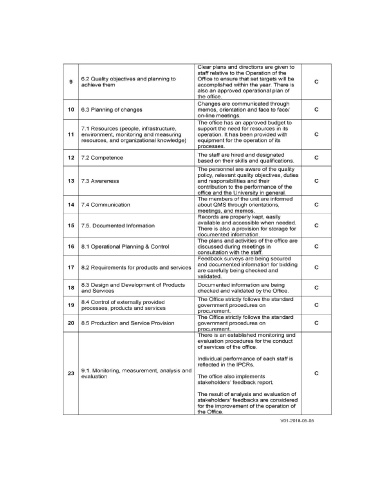 Clear plans and directions are given to
staff relative to the Operation of the
9 6.2 Quality objectives and planning to Office to ensure that set targets will be C
achieve them accomplished within the year. There is
also an approved operational plan of
the office.
Changes are communicated through
10 6.3 Planning of changes memos, orientation and face to face/ C
on-line meetings.
The office has an approved budget to
7.1 Resources (people, infrastructure, support the need for resources in its
11 environment, monitoring and measuring operation. It has been provided with C
resources, and organizational knowledge) equipment for the operation of its
processes.
12 7.2 Competence The staff are hired and designated C
based on their skills and qualifications.
The personnel are aware of the quality
policy, relevant quality objectives, duties
13 7.3 Awareness and responsibilities and their C
contribution to the performance of the
office and the University in general.
The members of the unit are informed
14 7.4 Communication about QMS through orientations, C
meetings, and memos.
Records are properly kept, easily
15 7.5. Documented Information available and accessible when needed. C
There is also a provision for storage for
documented information.
The plans and activities of the office are
16 8.1 Operational Planning & Control discussed during meetings in C
consultation with the staff.
Feedback surveys are being secured
17 8.2 Requirements for products and services and documented information for bidding C
are carefully being checked and
validated.
18 8.3 Design and Development of Products Documented information are being C
and Services checked and validated by the Office.
The Office strictly follows the standard
19 8.4 Control of externally provided government procedures on C
processes, products and services procurement.
The Office strictly follows the standard
20 8.5 Production and Service Provision government procedures on C
procurement.
There is an established monitoring and
evaluation procedures for the conduct
of services of the office.
Individual performance of each staff is
reflected in the IPCRs.
23 9.1. Monitoring, measurement, analysis and C
evaluation The office also implements
stakeholders' feedback report.
The result of analysis and evaluation of
stakeholders' feedbacks are considered
for the improvement of the operation of
the Office.